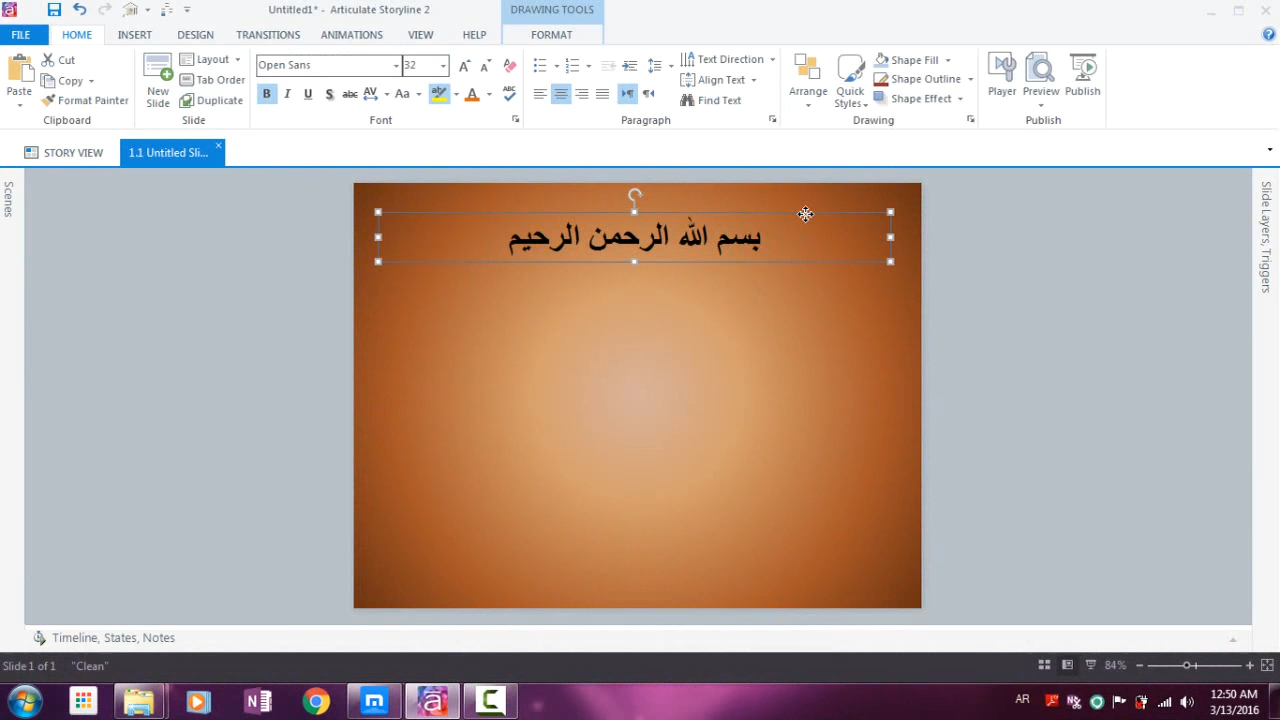 Untitled1* - Articulate Storyline 2
DRAWING TOOLS
FILE
HOME
INSERT
DESIGN
TRANSITIONS
ANIMATIONS
VIEW
HELP
FORMAT
Paste
Cut
Copy
Format Painter
Clipboard
New Slide
Layout
Tab Order
Duplicate
Slide
Open Sans
32
B I U S abc AV Aa A
Font
Text Direction
Align Text
Find Text
Paragraph
Arrange
Quick Styles
Shape Fill
Shape Outline
Shape Effect
Drawing
Player
Preview
Publish
Publish
STORY VIEW
1.1 Untitled Sli...
Scenes
Slide Layers, Triggers
بسم الله الرحمن الرحيم
Timeline, States, Notes
Slide 1 of 1
"Clean"
84%
AR
12:50 AM
3/13/2016